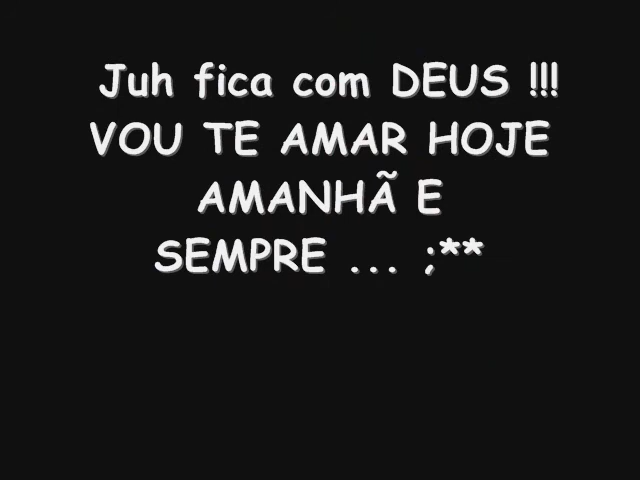 Juh fica com DEUS !!!
VOU TE AMAR HOJE
AMANHÃ E
SEMPRE ... ;**